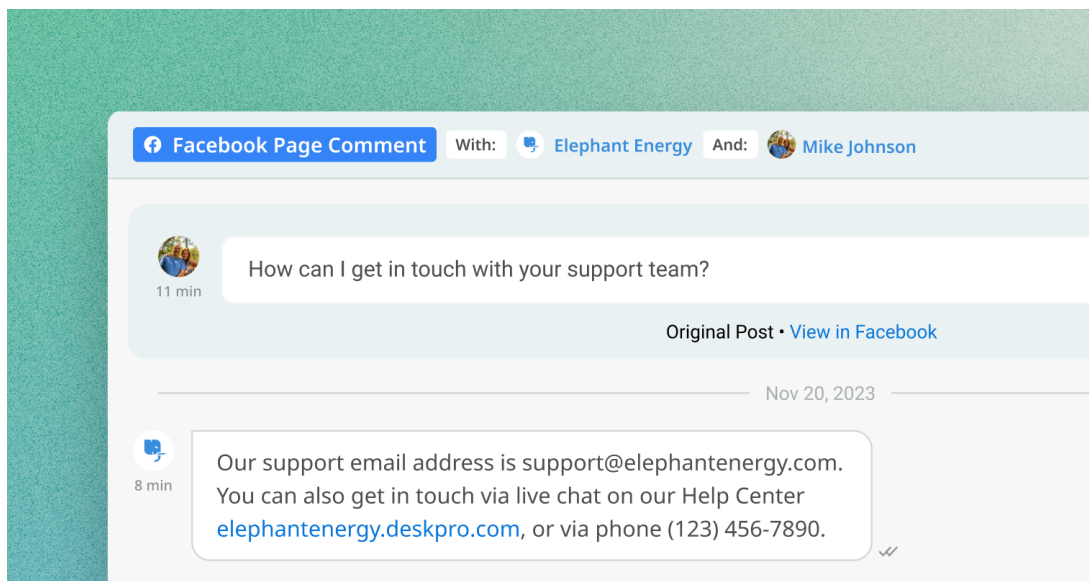 Facebook Page Comment With: Elephant Energy And: Mike Johnson
How can I get in touch with your support team?
11 min
Original Post • View in Facebook
Nov 20, 2023
Our support email address is support@elephantenergy.com.
You can also get in touch via live chat on our Help Center
elephantenergy.deskpro.com, or via phone (123) 456-7890.
8 min